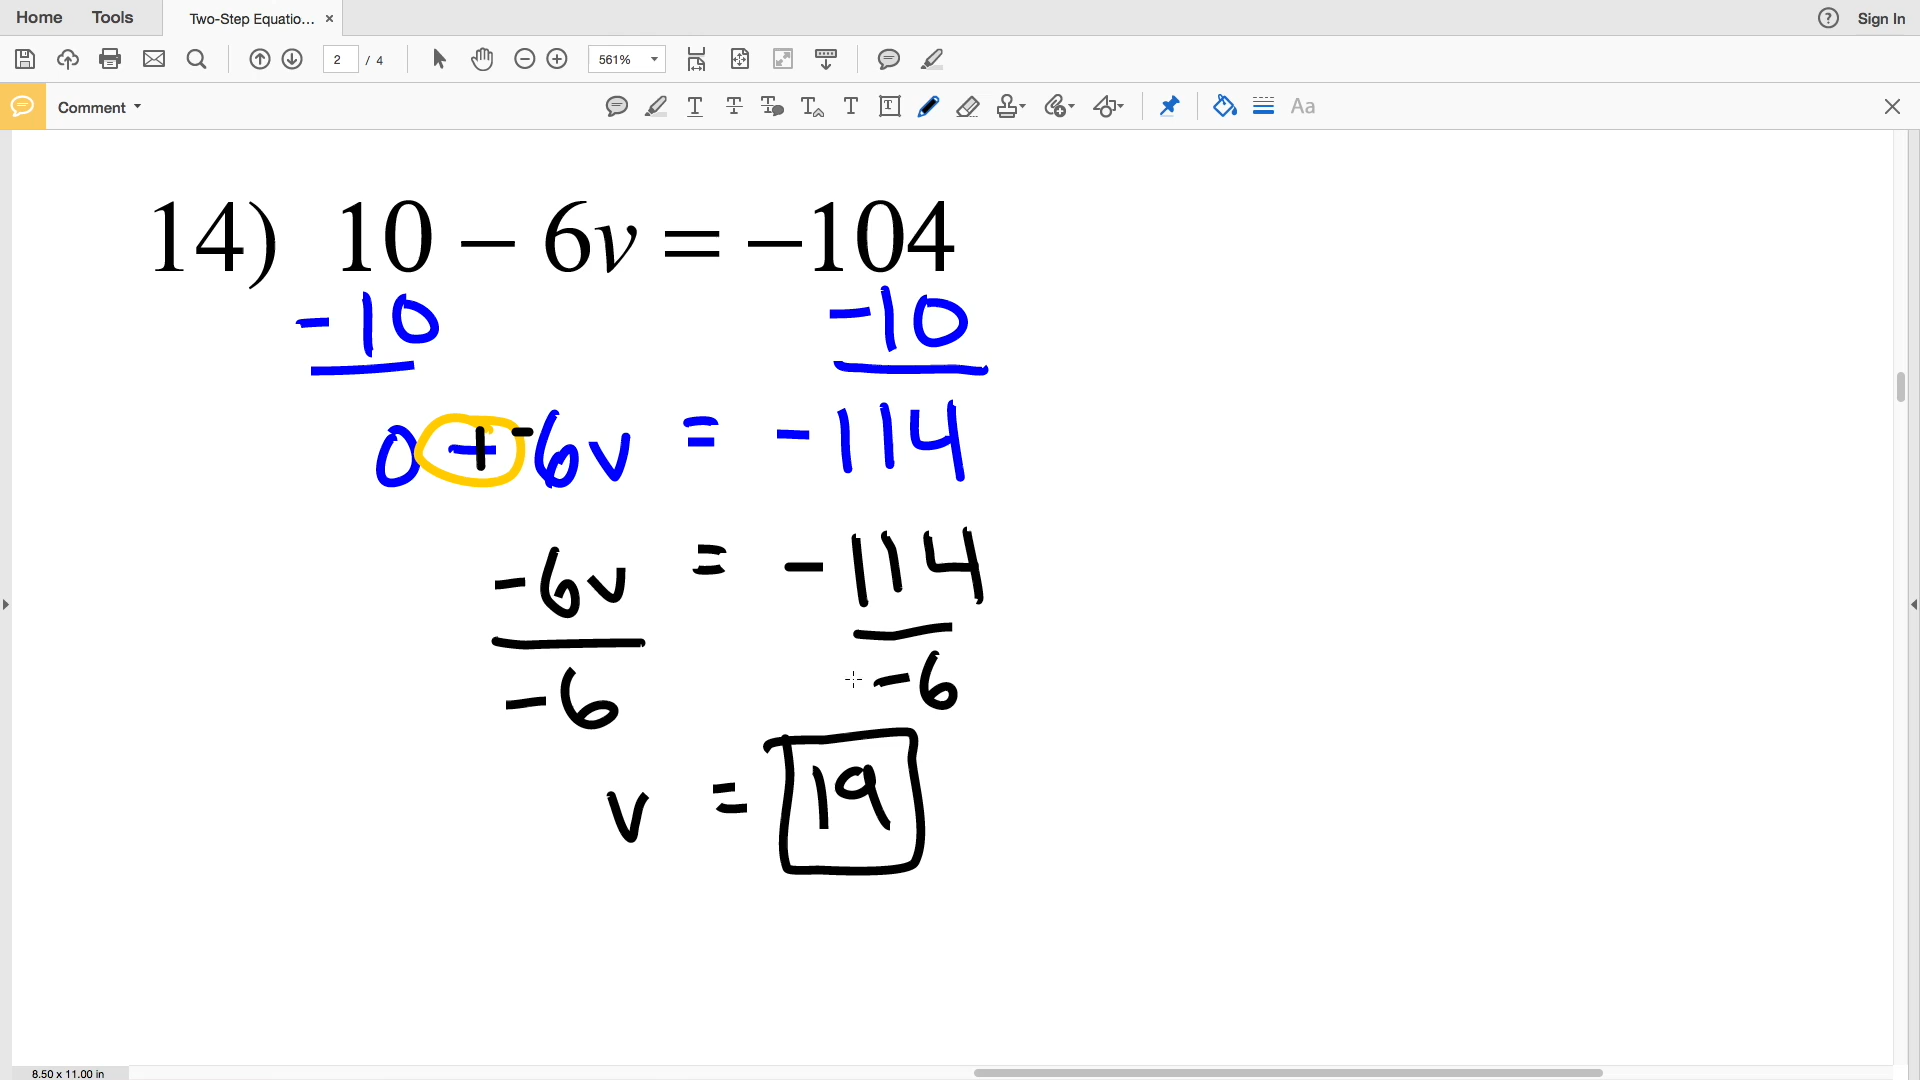 Home Tools Two-Step Equatio... × ? Sign In
2 / 4 561%
Comment T T T T T T Aa
14) 10 – 6v = –104
-10 -10
0 + -6v = -114
-6v = -114
-6 -6
v = 19
8.50 x 11.00 in